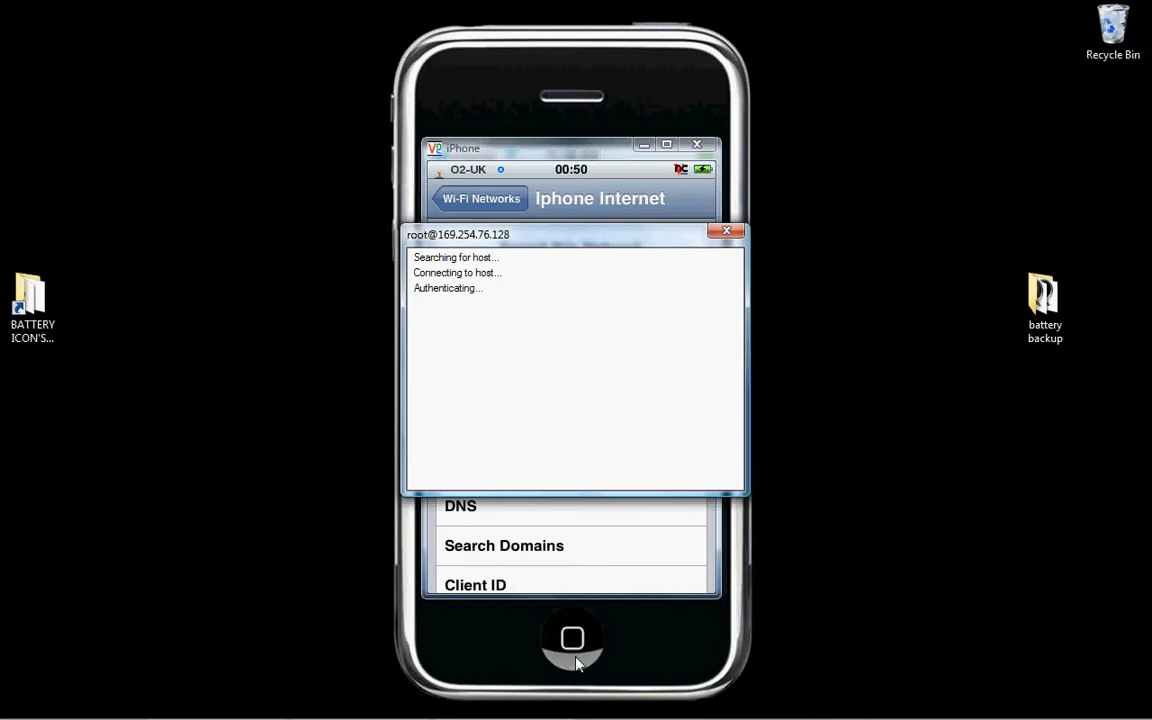 Recycle Bin
iPhone
O2-UK 00:50
Wi-Fi Networks Iphone Internet
root@169.254.76.128
Searching for host...
Connecting to host...
Authenticating...
BATTERY
ICON'S...
battery
backup
DNS
Search Domains
Client ID